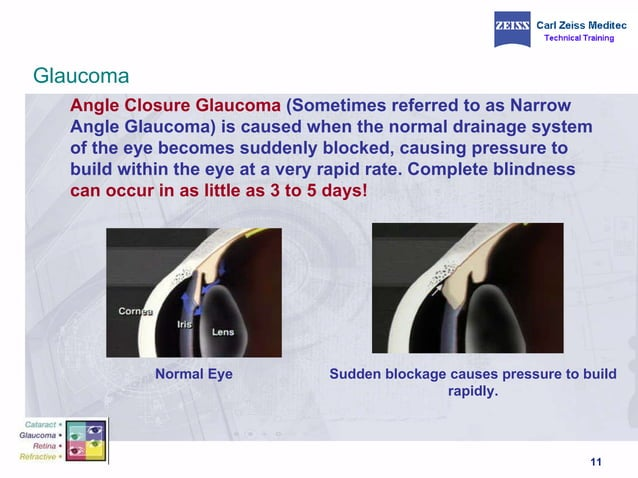 ZEISS
Carl Zeiss Meditec
Technical Training
Glaucoma
Angle Closure Glaucoma (Sometimes referred to as Narrow
Angle Glaucoma) is caused when the normal drainage system
of the eye becomes suddenly blocked, causing pressure to
build within the eye at a very rapid rate. Complete blindness
can occur in as little as 3 to 5 days!
Cornea
Iris
Lens
Normal Eye
Sudden blockage causes pressure to build
rapidly.
Cataract •
Glaucoma •
Retina •
Refractive •
11